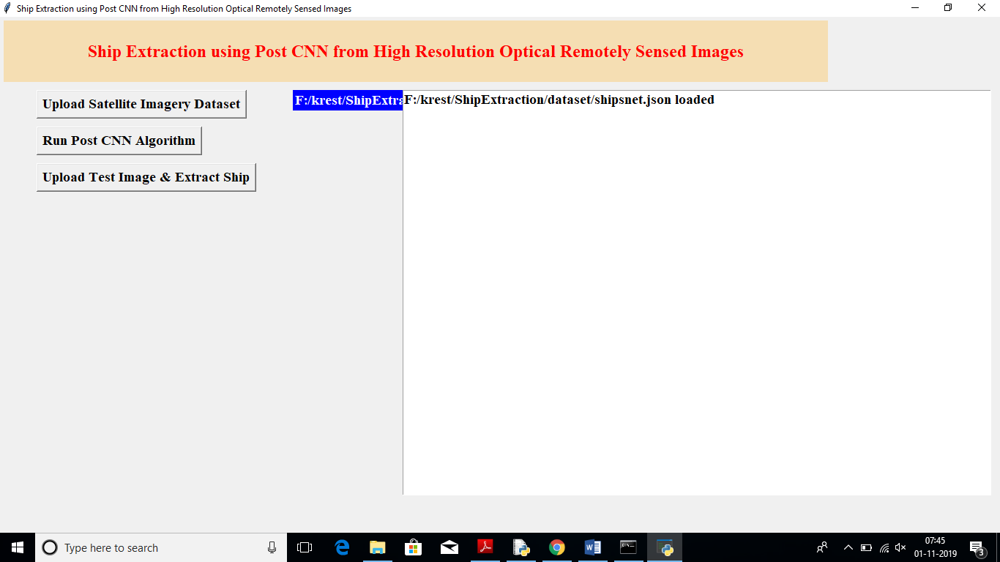 Ship Extraction using Post CNN from High Resolution Optical Remotely Sensed Images
Ship Extraction using Post CNN from High Resolution Optical Remotely Sensed Images
Upload Satellite Imagery Dataset
F:/krest/ShipExtra
F:/krest/ShipExtraction/dataset/shipsnet.json loaded
Run Post CNN Algorithm
Upload Test Image & Extract Ship
Type here to search
07:45
01-11-2019
3